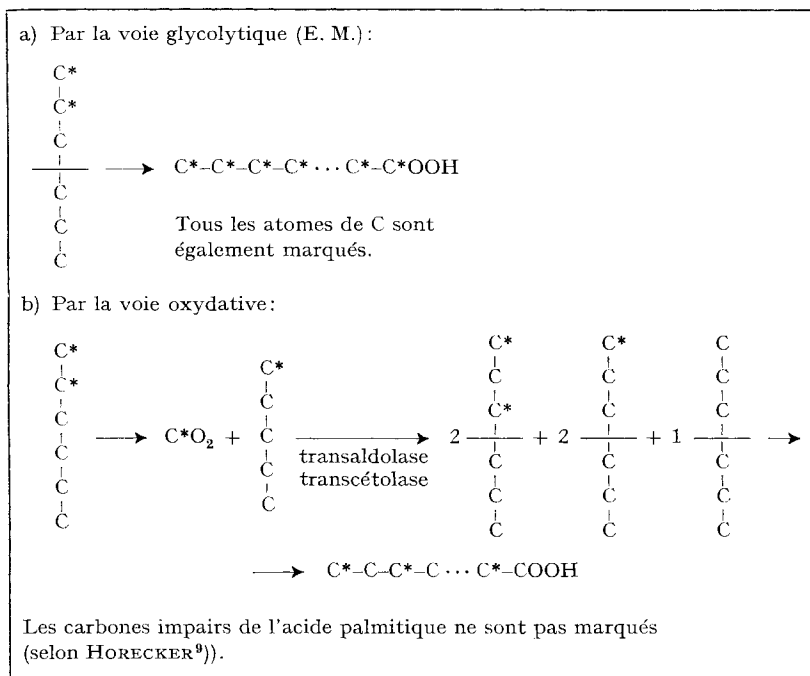 a) Par la voie glycolytique (E. M.):
C*
C*
C
C
C
C
C*–C*–C*–C* ··· C*–C*OOH
Tous les atomes de C sont
également marqués.
b) Par la voie oxydative:
C*
C*
C
C
C
C
C*O₂ +
C*
C
C
C
C
transaldolase
transcétolase
2
C*
C
C*
C
C
C
+ 2
C*
C
C
C
C
C
+ 1
C
C
C
C
C
C
C*–C–C*–C ··· C*–COOH
Les carbones impairs de l'acide palmitique ne sont pas marqués
(selon HORECKER⁹)).